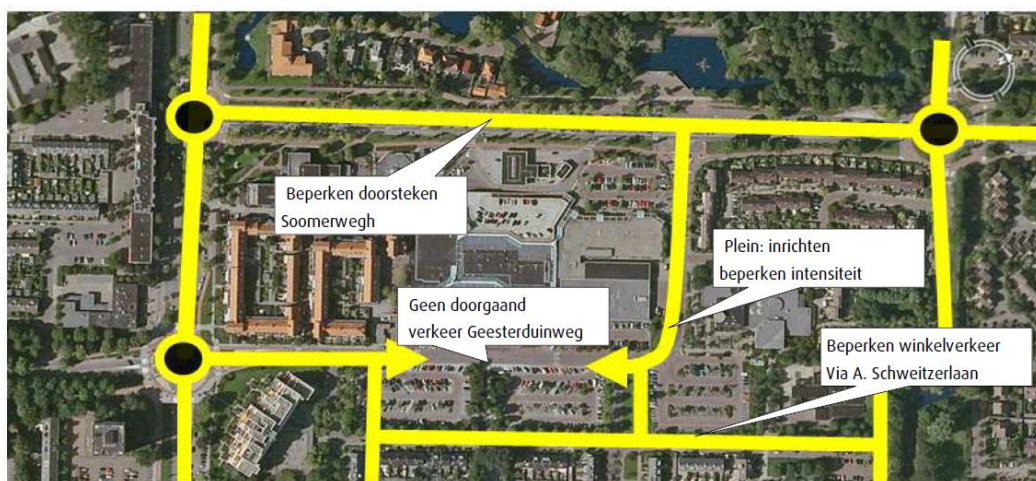 Beperken doorsteken
Soomerwegh
Plein: inrichten
beperken intensiteit
Geen doorgaand
verkeer Geesterduinweg
Beperken winkelverkeer
Via A. Schweitzerlaan